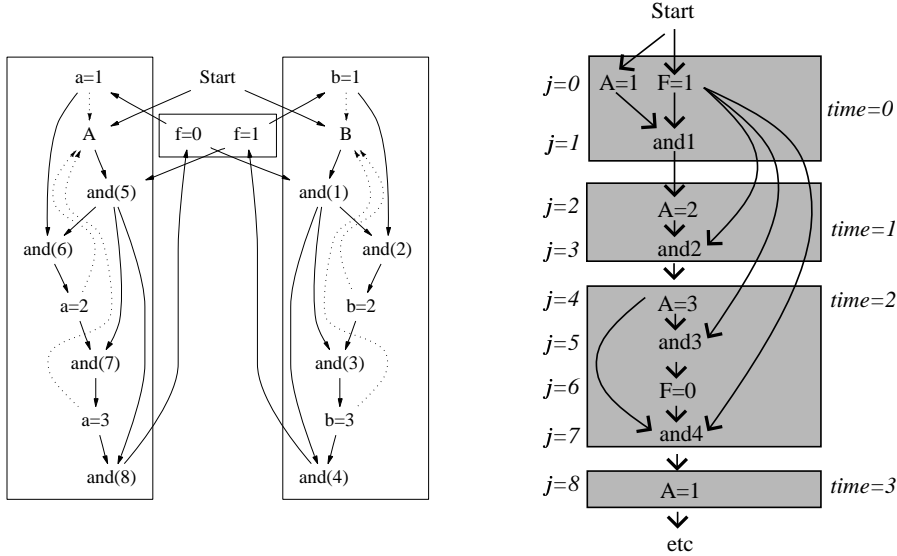 a=1 Start b=1
A f=0 f=1 B
and(5) and(1)
and(6) and(2)
a=2 b=2
and(7) and(3)
a=3 b=3
and(8) and(4)
Start
j=0 A=1 F=1 time=0
j=1 and1
j=2 A=2 time=1
j=3 and2
j=4 A=3 time=2
j=5 and3
j=6 F=0
j=7 and4
j=8 A=1 time=3
etc